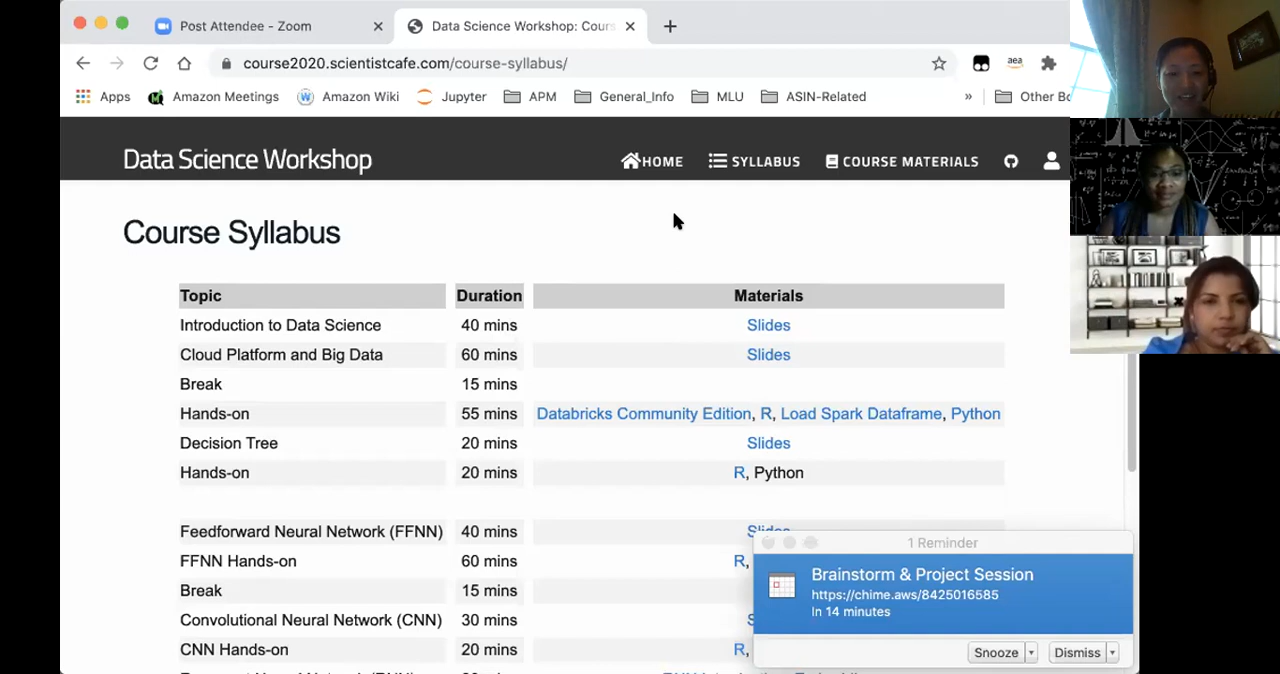 Post Attendee - Zoom
Data Science Workshop: Cours
course2020.scientistcafe.com/course-syllabus/
aea
Apps Amazon Meetings Amazon Wiki Jupyter APM General_Info MLU ASIN-Related » Other Bo
Data Science Workshop HOME SYLLABUS COURSE MATERIALS
Course Syllabus
Topic Duration Materials
Introduction to Data Science 40 mins Slides
Cloud Platform and Big Data 60 mins Slides
Break 15 mins
Hands-on 55 mins Databricks Community Edition, R, Load Spark Dataframe, Python
Decision Tree 20 mins Slides
Hands-on 20 mins R, Python
Feedforward Neural Network (FFNN) 40 mins Slides
FFNN Hands-on 60 mins R,
Break 15 mins
Convolutional Neural Network (CNN) 30 mins S
CNN Hands-on 20 mins R,
1 Reminder
Brainstorm & Project Session
https://chime.aws/8425016585
In 14 minutes
Snooze Dismiss